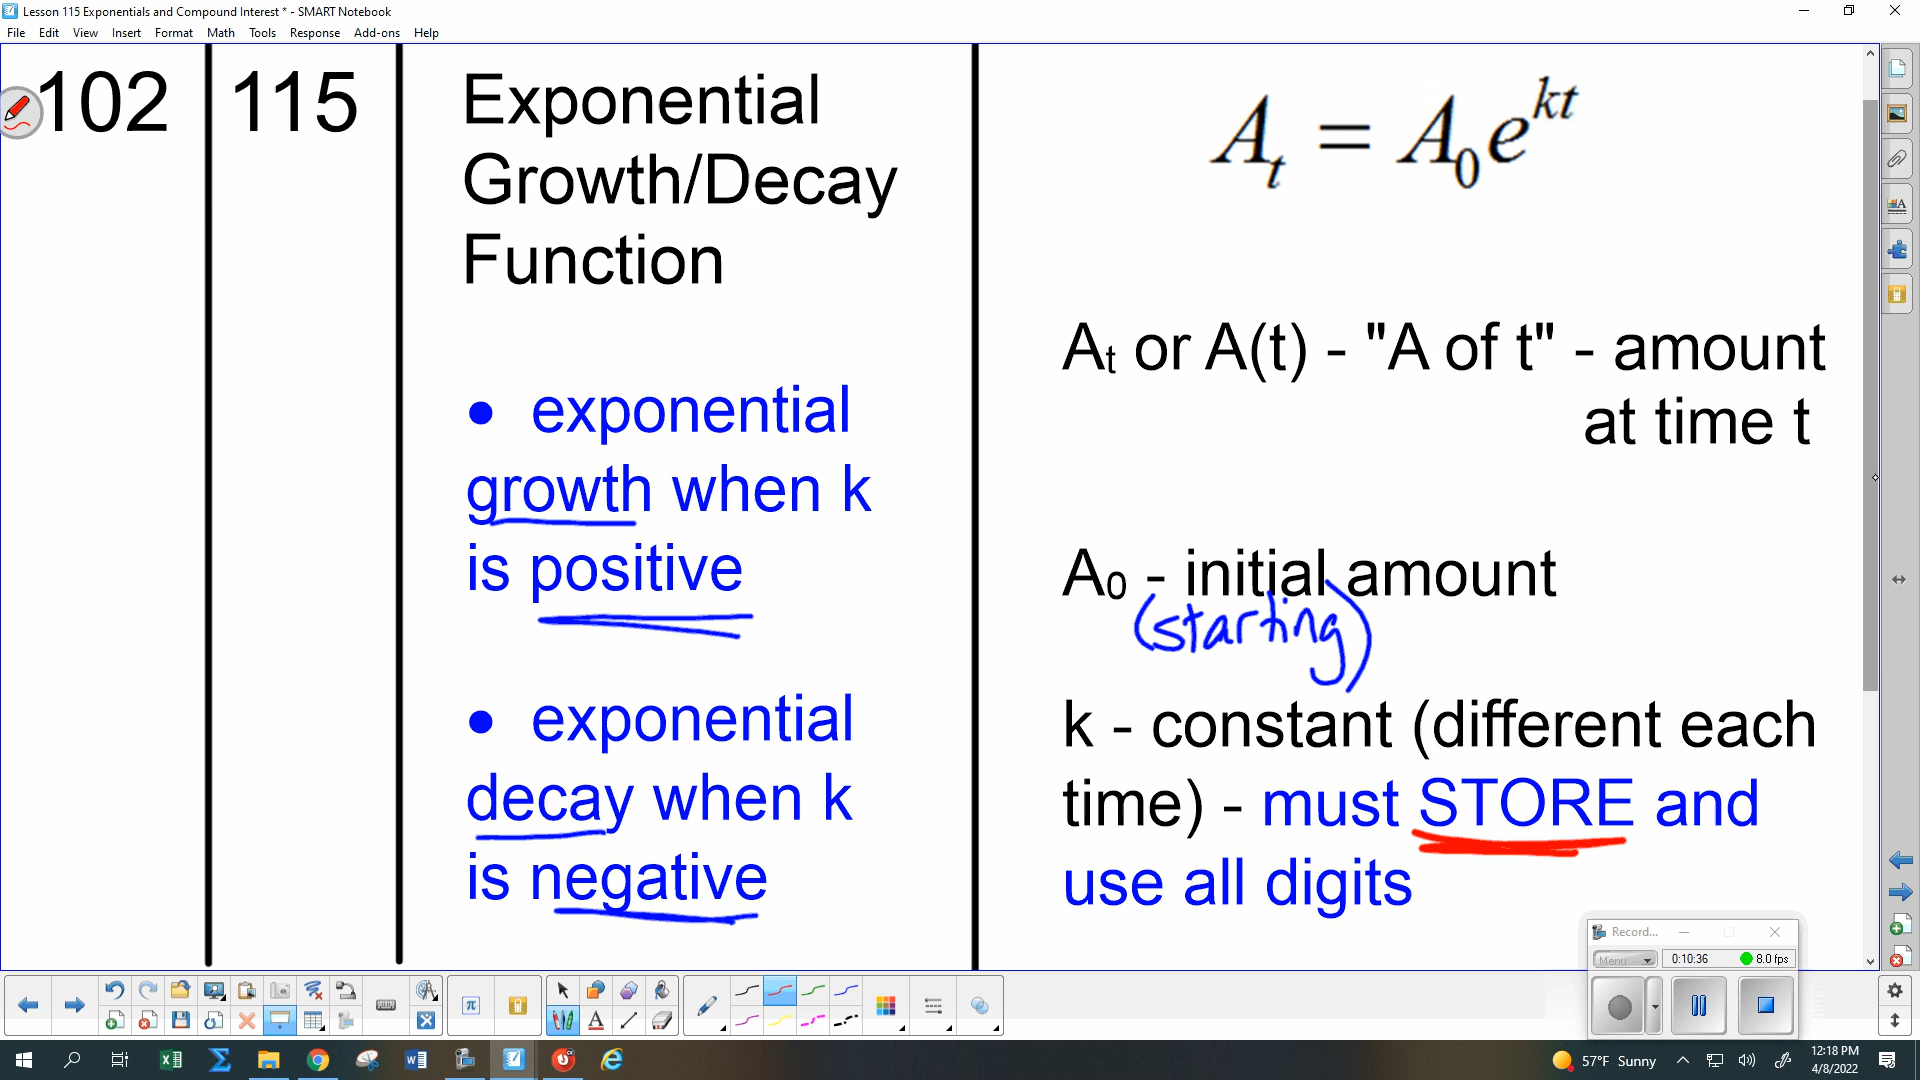 Lesson 115 Exponentials and Compound Interest * - SMART Notebook
File Edit View Insert Format Math Tools Response Add-ons Help
102
115
Exponential
Growth/Decay
Function
• exponential
growth when k
is positive
• exponential
decay when k
is negative
Aₜ = A₀eᵏᵗ
Aₜ or A(t) - "A of t" - amount
at time t
A₀ - initial amount
(starting)
k - constant (different each
time) - must STORE and
use all digits
Record...
Menu 0:10:36 8.0 fps
57°F Sunny
12:18 PM
4/8/2022